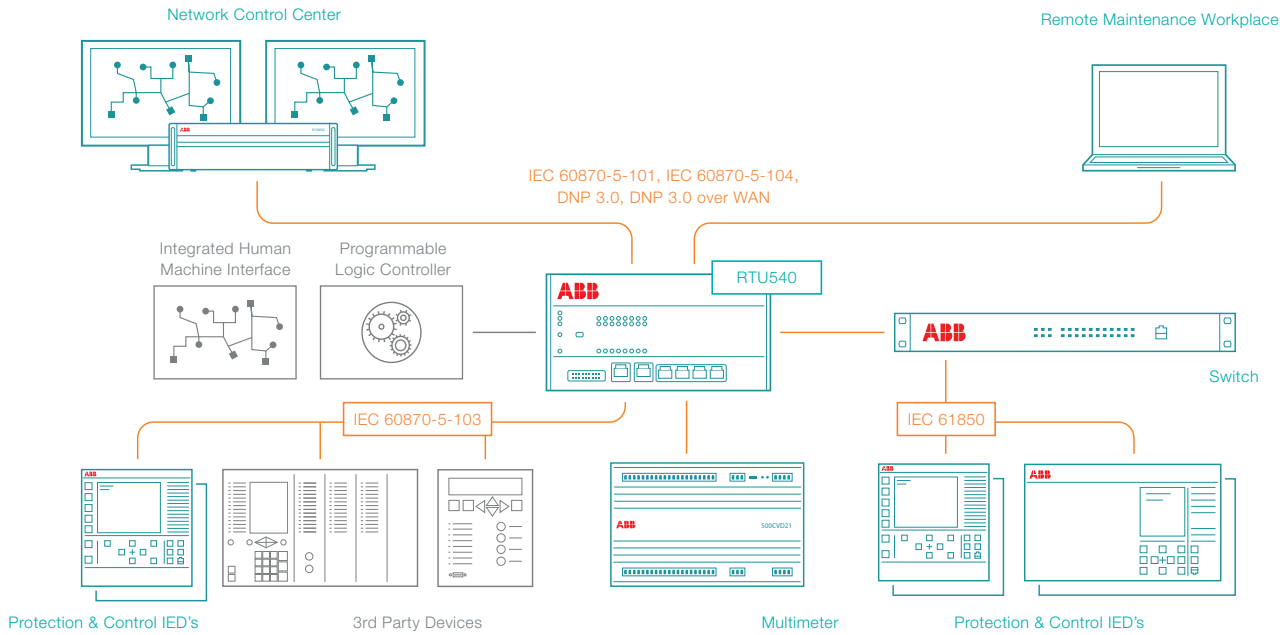 Network Control Center
Remote Maintenance Workplace
ABB
IEC 60870-5-101, IEC 60870-5-104,
DNP 3.0, DNP 3.0 over WAN
Integrated Human
Machine Interface
Programmable
Logic Controller
RTU540
ABB
ABB
Switch
IEC 60870-5-103
IEC 61850
ABB
ABB
500CVD21
ABB
ABB
Protection & Control IED's
3rd Party Devices
Multimeter
Protection & Control IED's